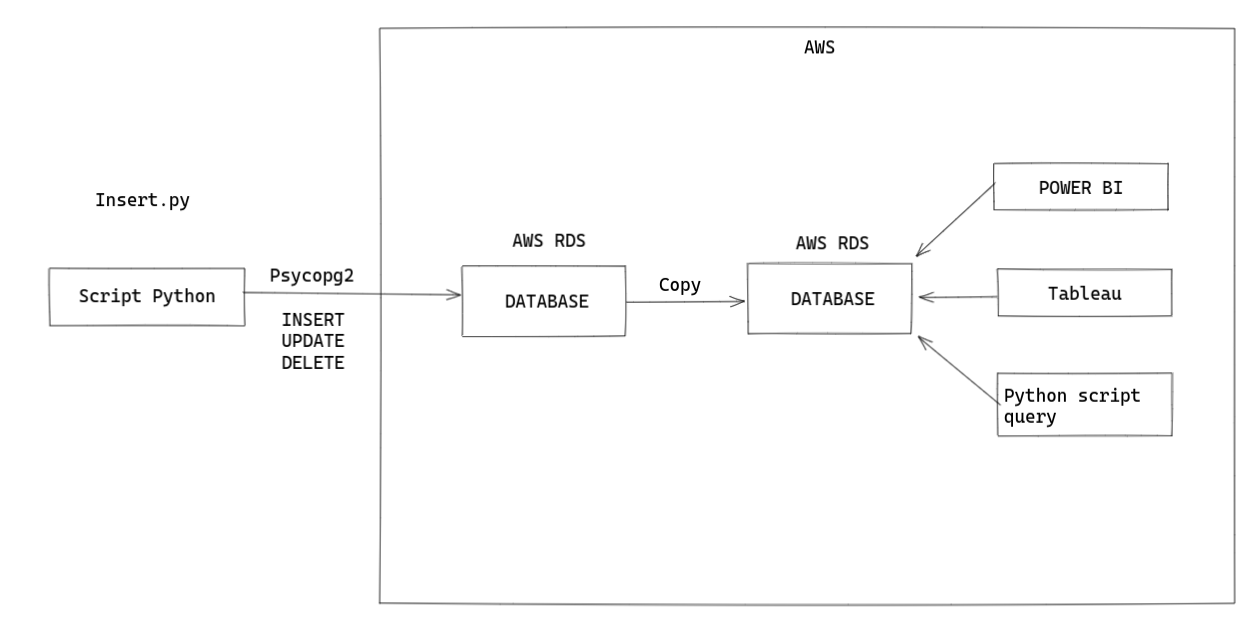 AWS
Insert.py
Script Python
Psycopg2
INSERT
UPDATE
DELETE
AWS RDS
DATABASE
Copy
AWS RDS
DATABASE
POWER BI
Tableau
Python script
query